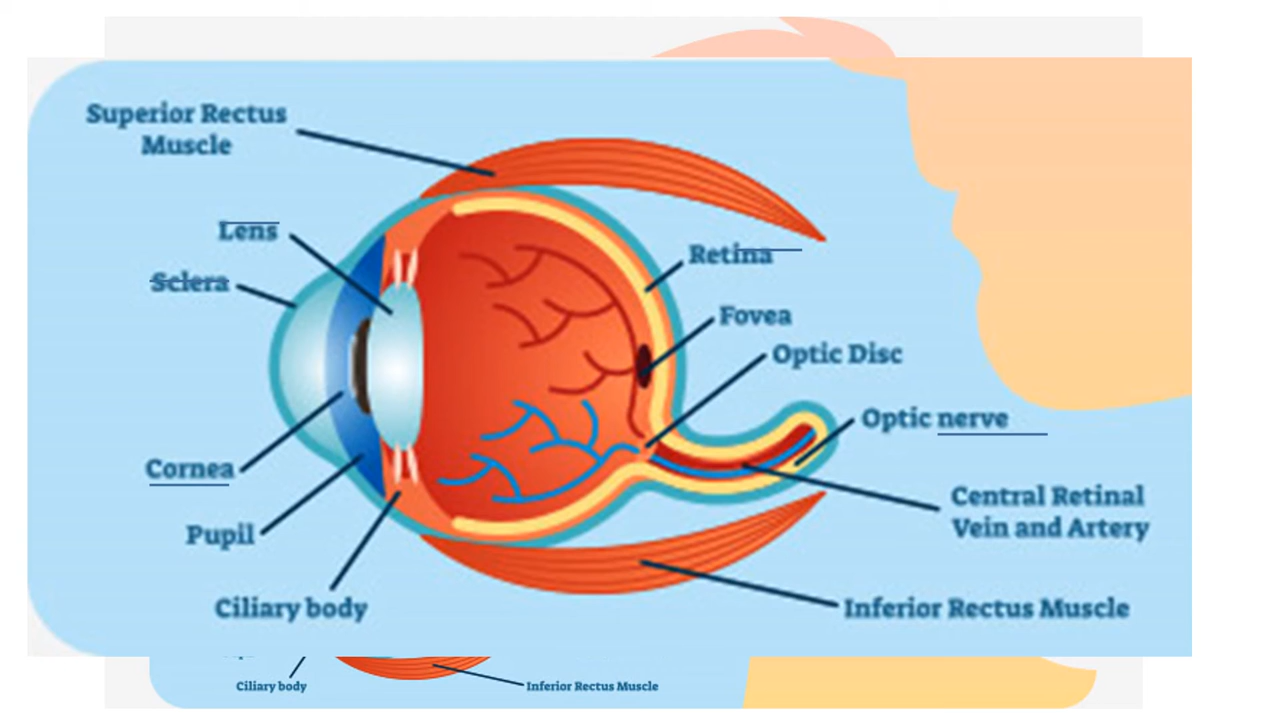 Superior Rectus
Muscle
Lens
Sclera
Retina
Fovea
Optic Disc
Optic nerve
Cornea
Central Retinal
Vein and Artery
Pupil
Ciliary body
Inferior Rectus Muscle
Ciliary body
Inferior Rectus Muscle